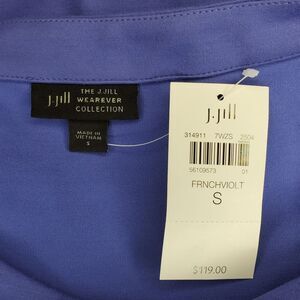 J.Jill
THE J.JILL
WEAREVER
COLLECTION
MADE IN
VIETNAM
S
J.Jill
314911 7WZS 2504
56109573 01
FRNCHVIOLT
S
$119.00